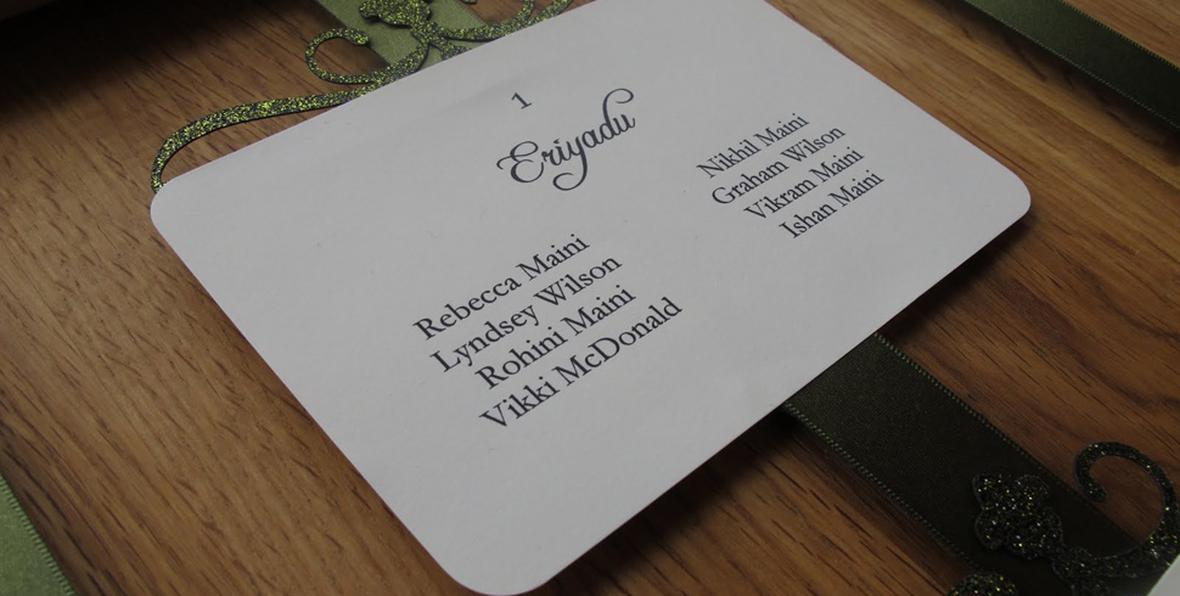 1
Eriyadu
Rebecca Maini
Lyndsey Wilson
Rohini Maini
Vikki McDonald
Nikhil Maini
Graham Wilson
Vikram Maini
Ishan Maini